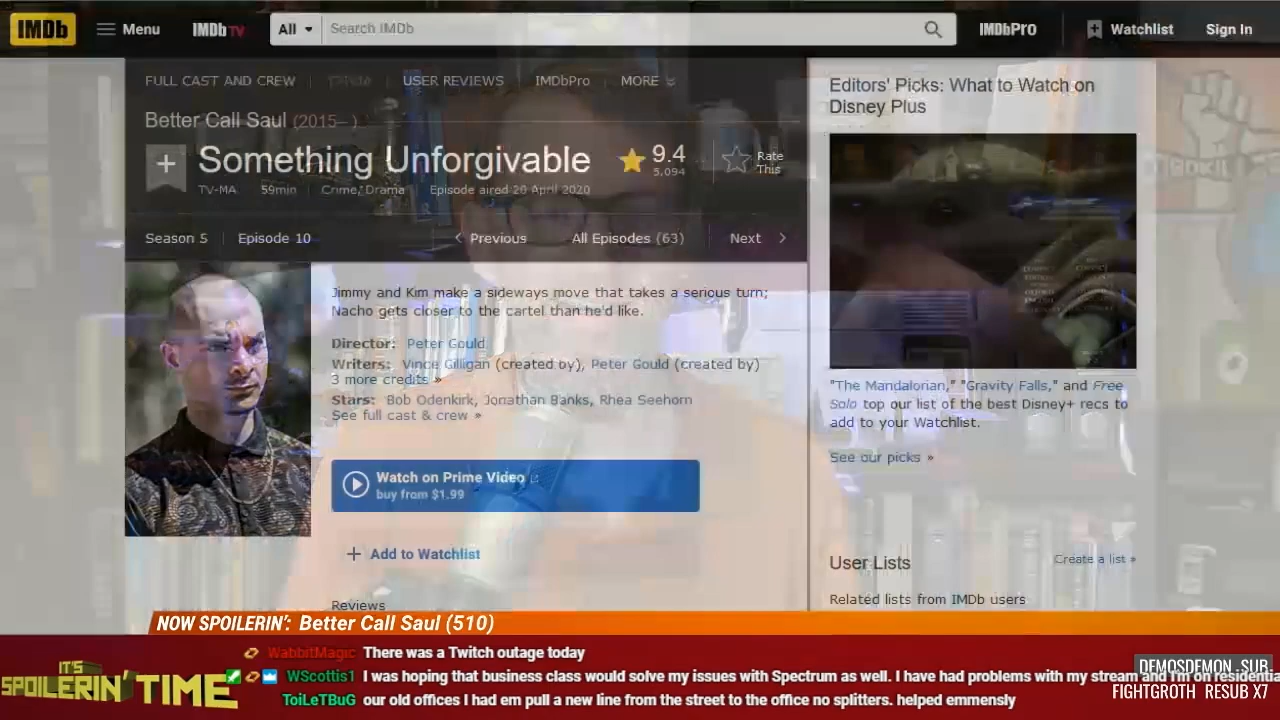 IMDb
Menu
IMDb TV
All
Search IMDb
IMDbPro
Watchlist
Sign In
FULL CAST AND CREW
TRIVIA
USER REVIEWS
IMDbPro
MORE
Better Call Saul (2015– )
Something Unforgivable
9.4
5,094
Rate This
TV-MA
59min
Crime, Drama
Episode aired 20 April 2020
Season 5
Episode 10
Previous
All Episodes (63)
Next
Jimmy and Kim make a sideways move that takes a serious turn;
Nacho gets closer to the cartel than he'd like.
Director: Peter Gould
Writers: Vince Gilligan (created by), Peter Gould (created by)
3 more credits »
Stars: Bob Odenkirk, Jonathan Banks, Rhea Seehorn
See full cast & crew »
Watch on Prime Video
buy from $1.99
Add to Watchlist
Reviews
Editors' Picks: What to Watch on
Disney Plus
"The Mandalorian," "Gravity Falls," and Free
Solo top our list of the best Disney+ recs to
add to your Watchlist.
See our picks »
User Lists
Create a list »
Related lists from IMDb users
NOW SPOILERIN': Better Call Saul (510)
IT'S
SPOILERIN' TIME
WabbitMagic There was a Twitch outage today
WScottis1 I was hoping that business class would solve my issues with Spectrum as well. I have had problems with my stream and I'm on residentia
ToiLeTBuG our old offices I had em pull a new line from the street to the office no splitters. helped emmensly
DEMOSDEMON SUB
FIGHTGROTH RESUB X7